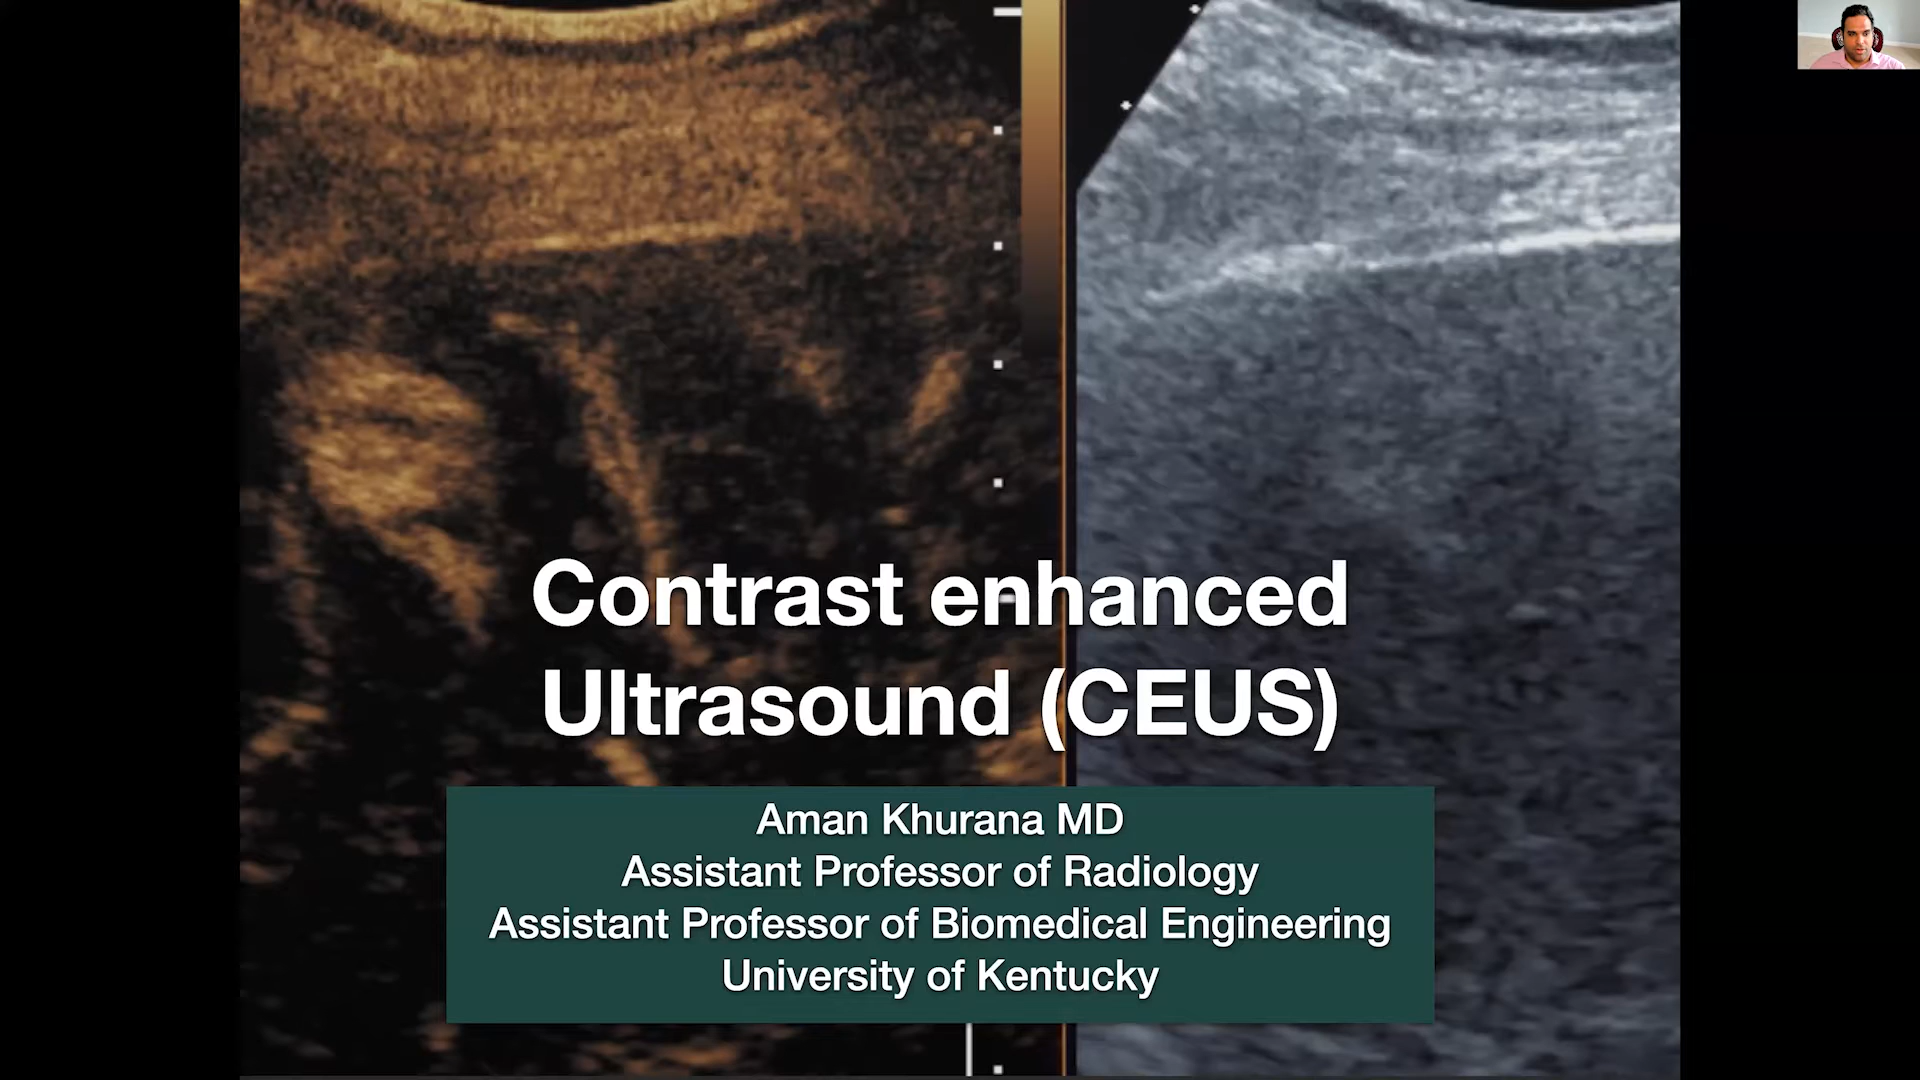 Contrast enhanced
Ultrasound (CEUS)
Aman Khurana MD
Assistant Professor of Radiology
Assistant Professor of Biomedical Engineering
University of Kentucky